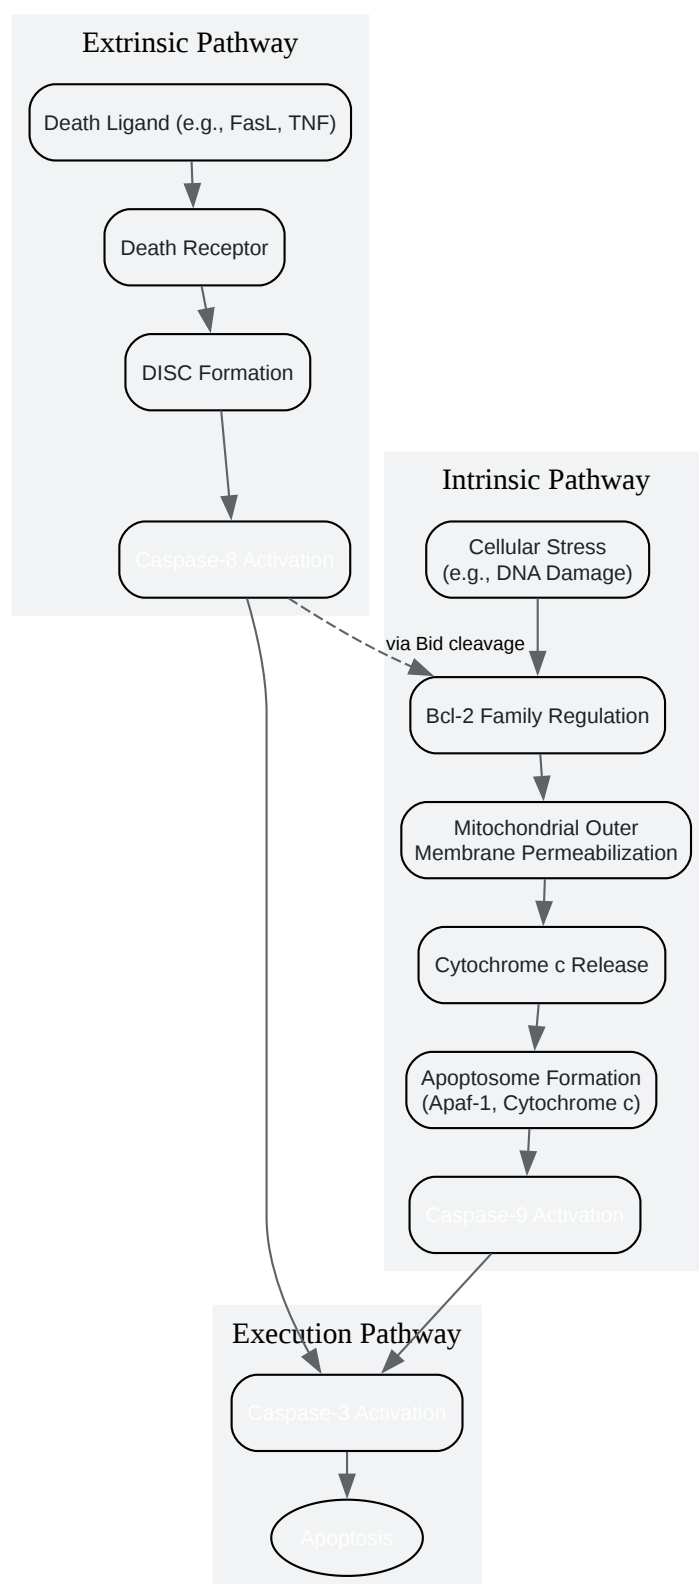 Extrinsic Pathway
Death Ligand (e.g., FasL, TNF)
Death Receptor
DISC Formation
Caspase-8 Activation
Intrinsic Pathway
Cellular Stress
(e.g., DNA Damage)
via Bid cleavage
Bcl-2 Family Regulation
Mitochondrial Outer
Membrane Permeabilization
Cytochrome c Release
Apoptosome Formation
(Apaf-1, Cytochrome c)
Caspase-9 Activation
Execution Pathway
Caspase-3 Activation
Apoptosis